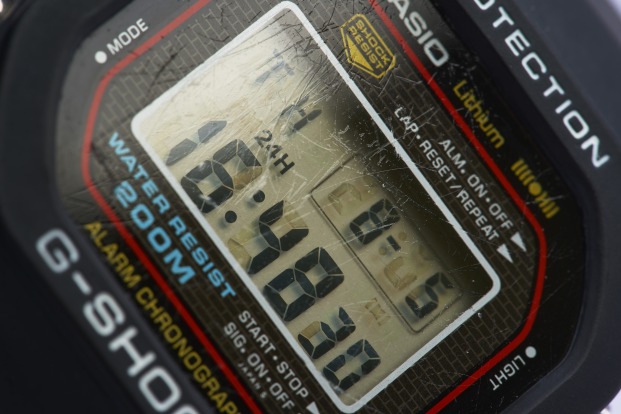 PROTECTION
CASIO
SHOCK
RESIST
MODE
Lithium
ALM. ON·OFF
LAP·RESET/REPEAT
24H
WATER RESIST
200M
ALARM CHRONOGRAPH
START·STOP
SIG. ON·OFF
LIGHT
G-SHOCK